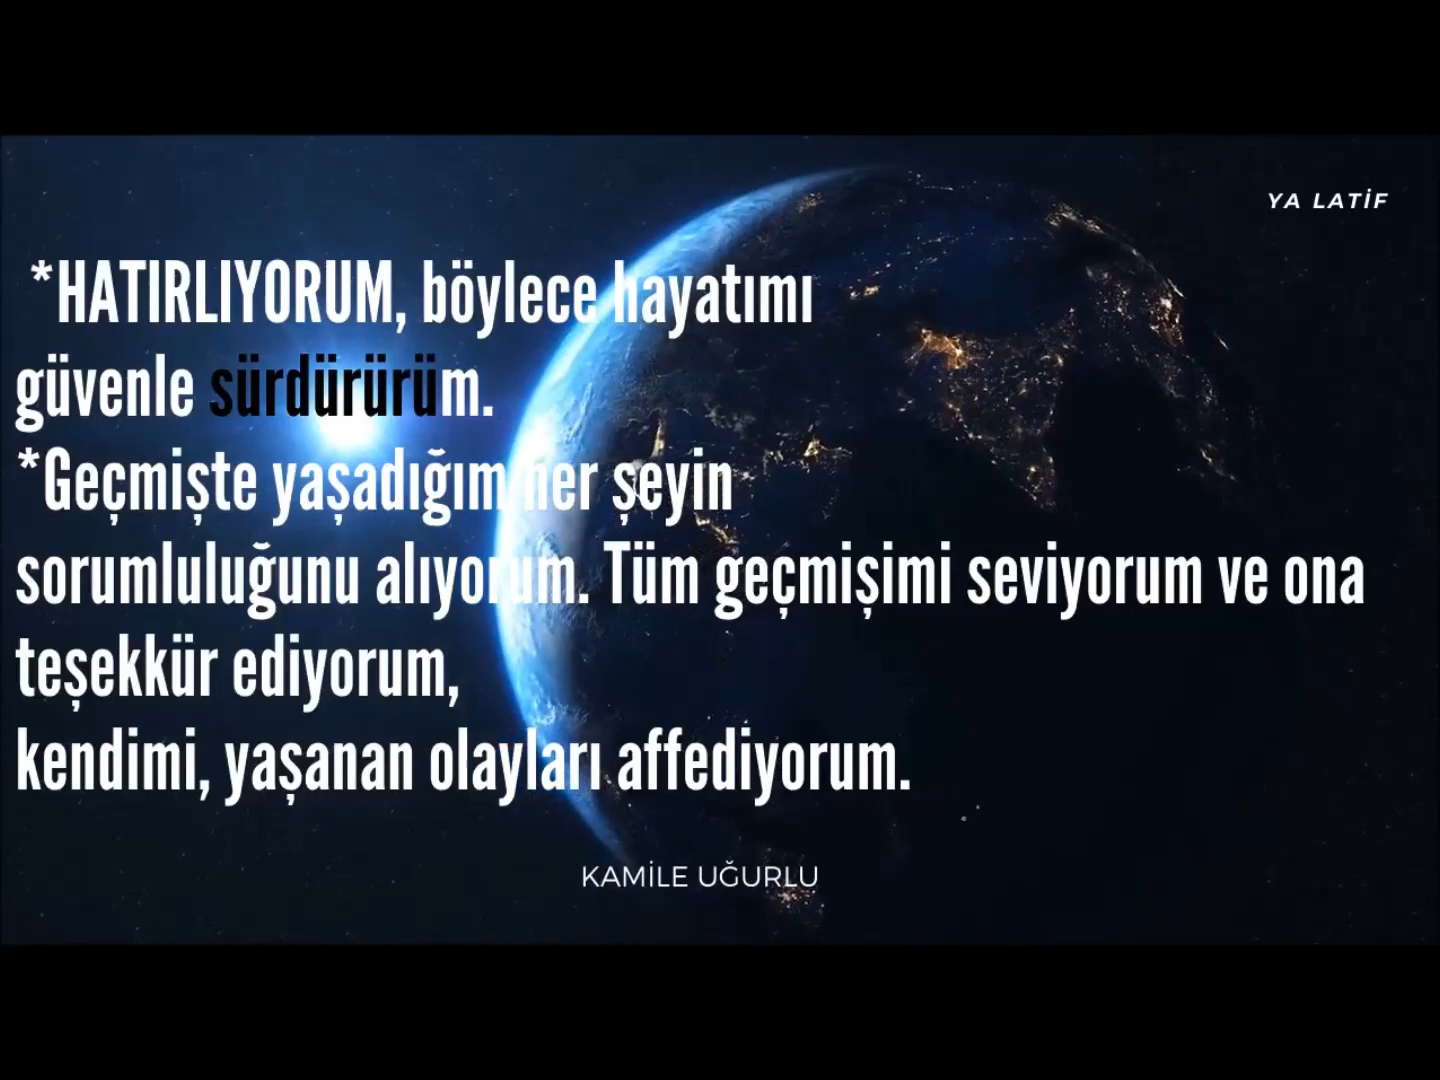 YA LATİF
*HATIRLIYORUM, böylece hayatımı
güvenle sürdürürüm.
*Geçmişte yaşadığım her şeyin
sorumluluğunu alıyorum. Tüm geçmişimi seviyorum ve ona
teşekkür ediyorum,
kendimi, yaşanan olayları affediyorum.
KAMİLE UĞURLU